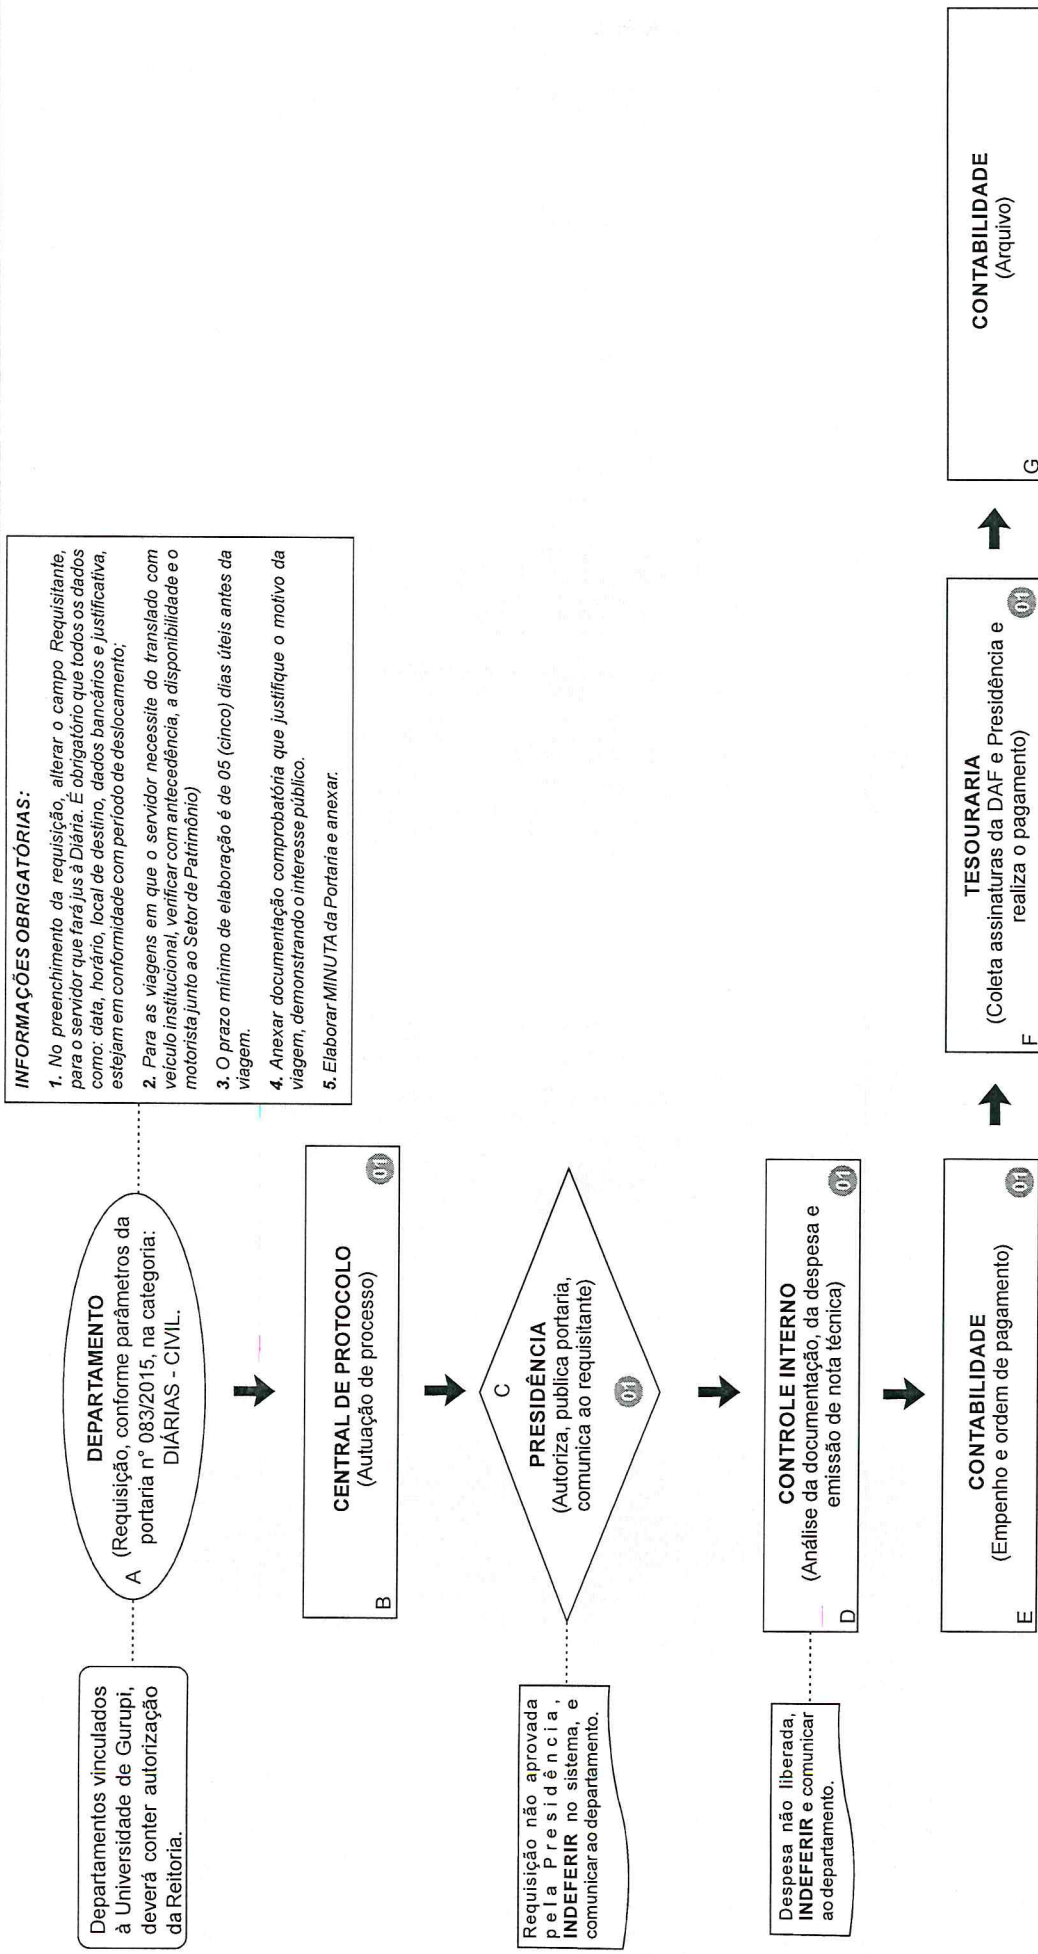 Departamentos vinculados
à Universidade de Gurupi,
deverá conter autorização
da Reitoria.
DEPARTAMENTO
A (Requisição, conforme parâmetros da
portaria n° 083/2015, na categoria:
DIÁRIAS - CIVIL.
INFORMAÇÕES OBRIGATÓRIAS:
1. No preenchimento da requisição, alterar o campo Requisitante,
para o servidor que fará jus à Diária. É obrigatório que todos os dados
como: data, horário, local de destino, dados bancários e justificativa,
estejam em conformidade com período de deslocamento;
2. Para as viagens em que o servidor necessite do translado com
veículo institucional, verificar com antecedência, a disponibilidade e o
motorista junto ao Setor de Patrimônio)
3. O prazo mínimo de elaboração é de 05 (cinco) dias úteis antes da
viagem.
4. Anexar documentação comprobatória que justifique o motivo da
viagem, demonstrando o interesse público.
5. Elaborar MINUTA da Portaria e anexar.
CENTRAL DE PROTOCOLO
(Autuação de processo)
B
01
C
PRESIDÊNCIA
(Autoriza, publica portaria,
comunica ao requisitante)
01
Requisição não aprovada
pela Presidência,
INDEFERIR no sistema, e
comunicar ao departamento.
CONTROLE INTERNO
(Análise da documentação, da despesa e
emissão de nota técnica)
D
01
Despesa não liberada,
INDEFERIR e comunicar
ao departamento.
CONTABILIDADE
(Empenho e ordem de pagamento)
E
01
TESOURARIA
(Coleta assinaturas da DAF e Presidência e
realiza o pagamento)
F
01
CONTABILIDADE
(Arquivo)
G